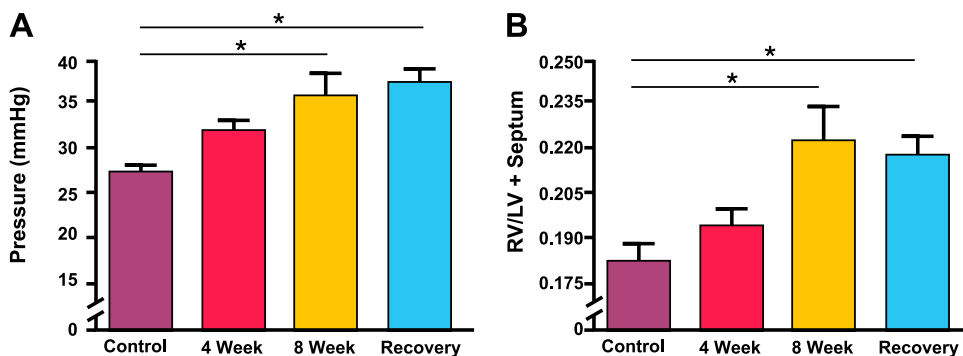 A
*
*
Pressure (mmHg)
40
35
30
25
20
15
0
Control
4 Week
8 Week
Recovery
B
*
*
RV/LV + Septum
0.250
0.235
0.220
0.205
0.190
0.175
0
Control
4 Week
8 Week
Recovery